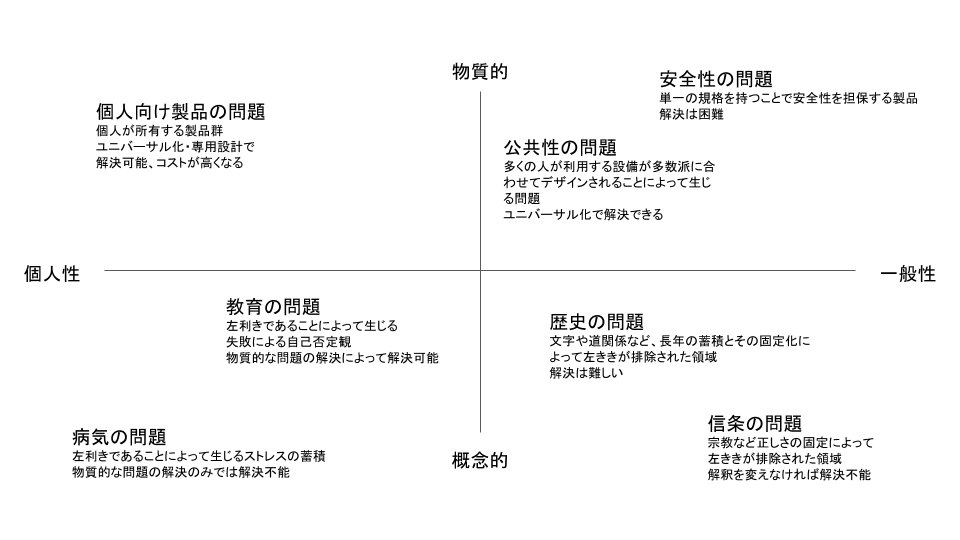 物質的
安全性の問題
単一の規格を持つことで安全性を担保する製品
解決は困難
個人向け製品の問題
個人が所有する製品群
ユニバーサル化・専用設計で
解決可能、コストが高くなる
公共性の問題
多くの人が利用する設備が多数派に合
わせてデザインされることによって生じ
る問題
ユニバーサル化で解決できる
個人性
一般性
教育の問題
左利きであることによって生じる
失敗による自己否定観
物質的な問題の解決によって解決可能
歴史の問題
文字や道関係など、長年の蓄積とその固定化に
よって左ききが排除された領域
解決は難しい
病気の問題
左利きであることによって生じるストレスの蓄積
物質的な問題の解決のみでは解決不能
概念的
信条の問題
宗教など正しさの固定によって
左ききが排除された領域
解釈を変えなければ解決不能